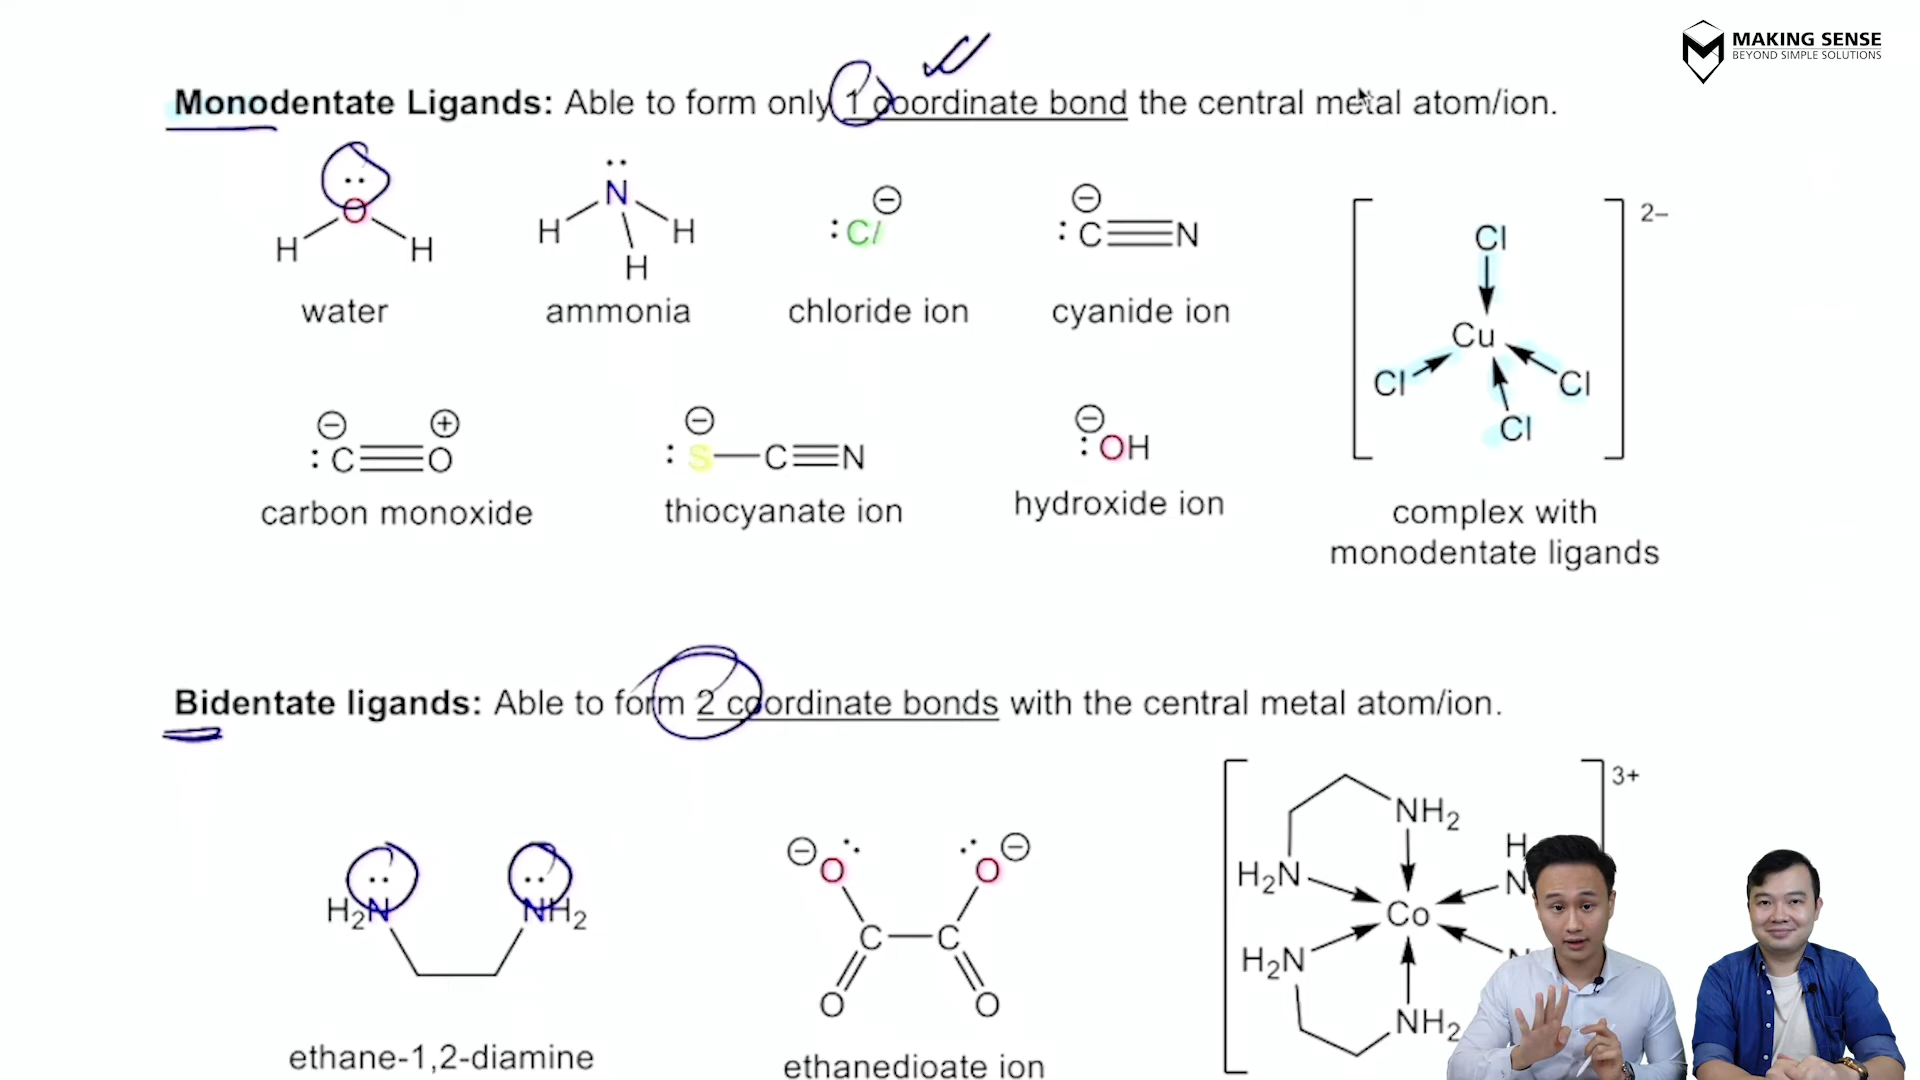 MAKING SENSE
BEYOND SIMPLE SOLUTIONS
Monodentate Ligands: Able to form only 1 coordinate bond the central metal atom/ion.
O
H H
water
N
H H
H
ammonia
:Cl ⊖
chloride ion
⊖
:C≡N
cyanide ion
2–
Cl
Cu
Cl Cl
Cl
complex with
monodentate ligands
⊖ ⊕
:C≡O
carbon monoxide
⊖
:S—C≡N
thiocyanate ion
⊖
:OH
hydroxide ion
Bidentate ligands: Able to form 2 coordinate bonds with the central metal atom/ion.
H2N NH2
ethane-1,2-diamine
⊖O O⊖
C—C
O O
ethanedioate ion
3+
NH2
H
H2N N
Co
H2N N
NH2